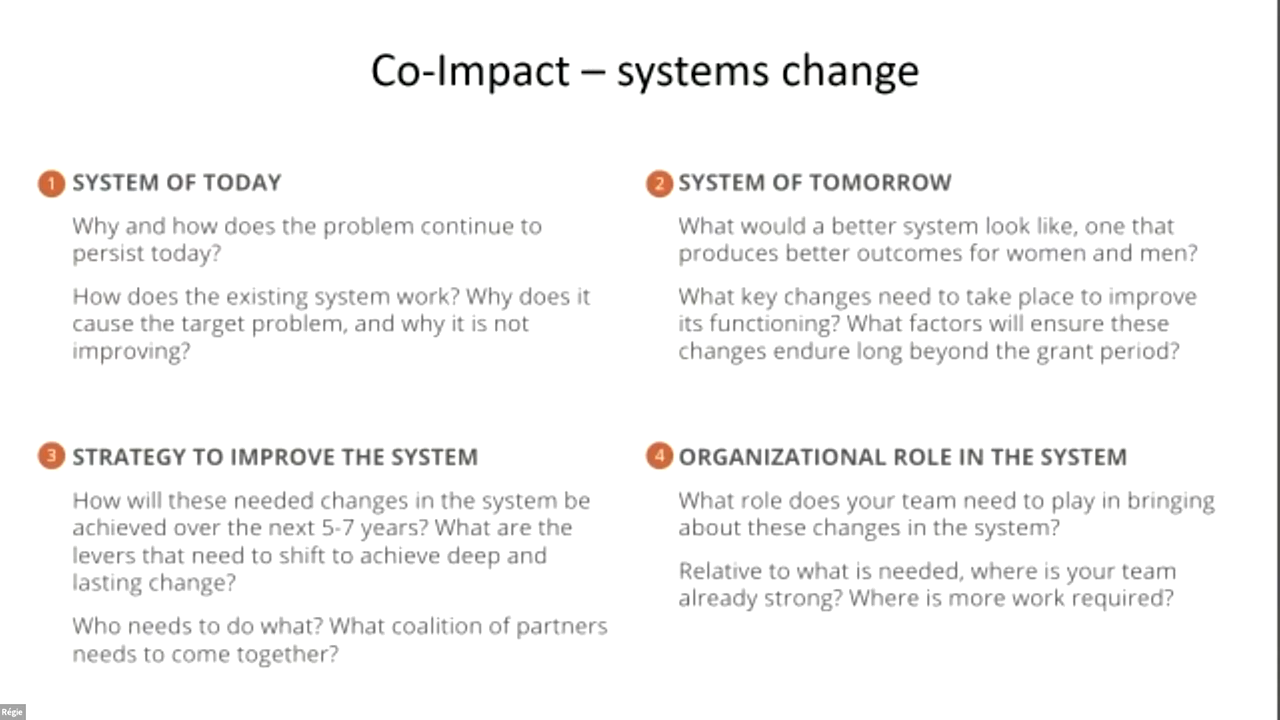 Co-Impact – systems change
1 SYSTEM OF TODAY
Why and how does the problem continue to
persist today?
How does the existing system work? Why does it
cause the target problem, and why it is not
improving?
2 SYSTEM OF TOMORROW
What would a better system look like, one that
produces better outcomes for women and men?
What key changes need to take place to improve
its functioning? What factors will ensure these
changes endure long beyond the grant period?
3 STRATEGY TO IMPROVE THE SYSTEM
How will these needed changes in the system be
achieved over the next 5-7 years? What are the
levers that need to shift to achieve deep and
lasting change?
Who needs to do what? What coalition of partners
needs to come together?
4 ORGANIZATIONAL ROLE IN THE SYSTEM
What role does your team need to play in bringing
about these changes in the system?
Relative to what is needed, where is your team
already strong? Where is more work required?
Régie